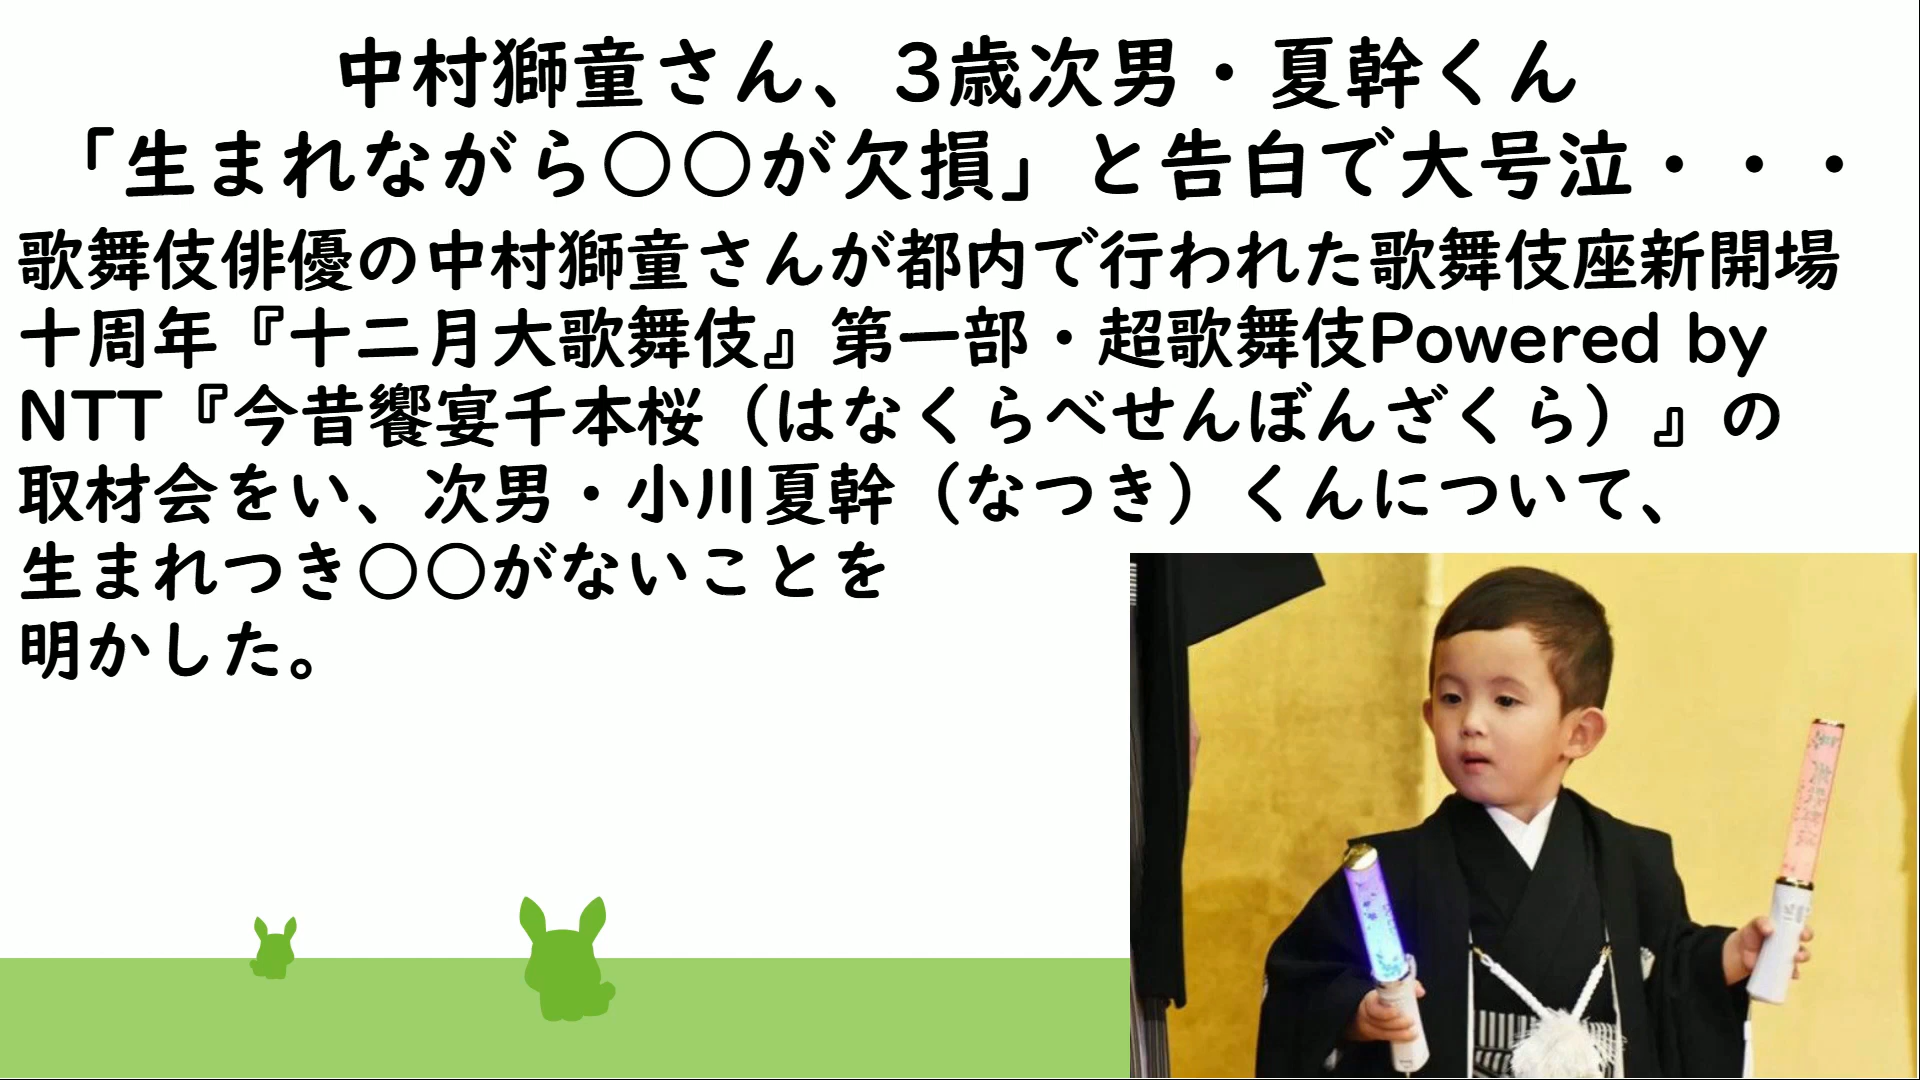 中村獅童さん、3歳次男・夏幹くん
「生まれながら〇〇が欠損」と告白で大号泣・・・
歌舞伎俳優の中村獅童さんが都内で行われた歌舞伎座新開場
十周年『十二月大歌舞伎』第一部・超歌舞伎Powered by
NTT『今昔饗宴千本桜（はなくらべせんぼんざくら）』の
取材会をい、次男・小川夏幹（なつき）くんについて、
生まれつき〇〇がないことを
明かした。